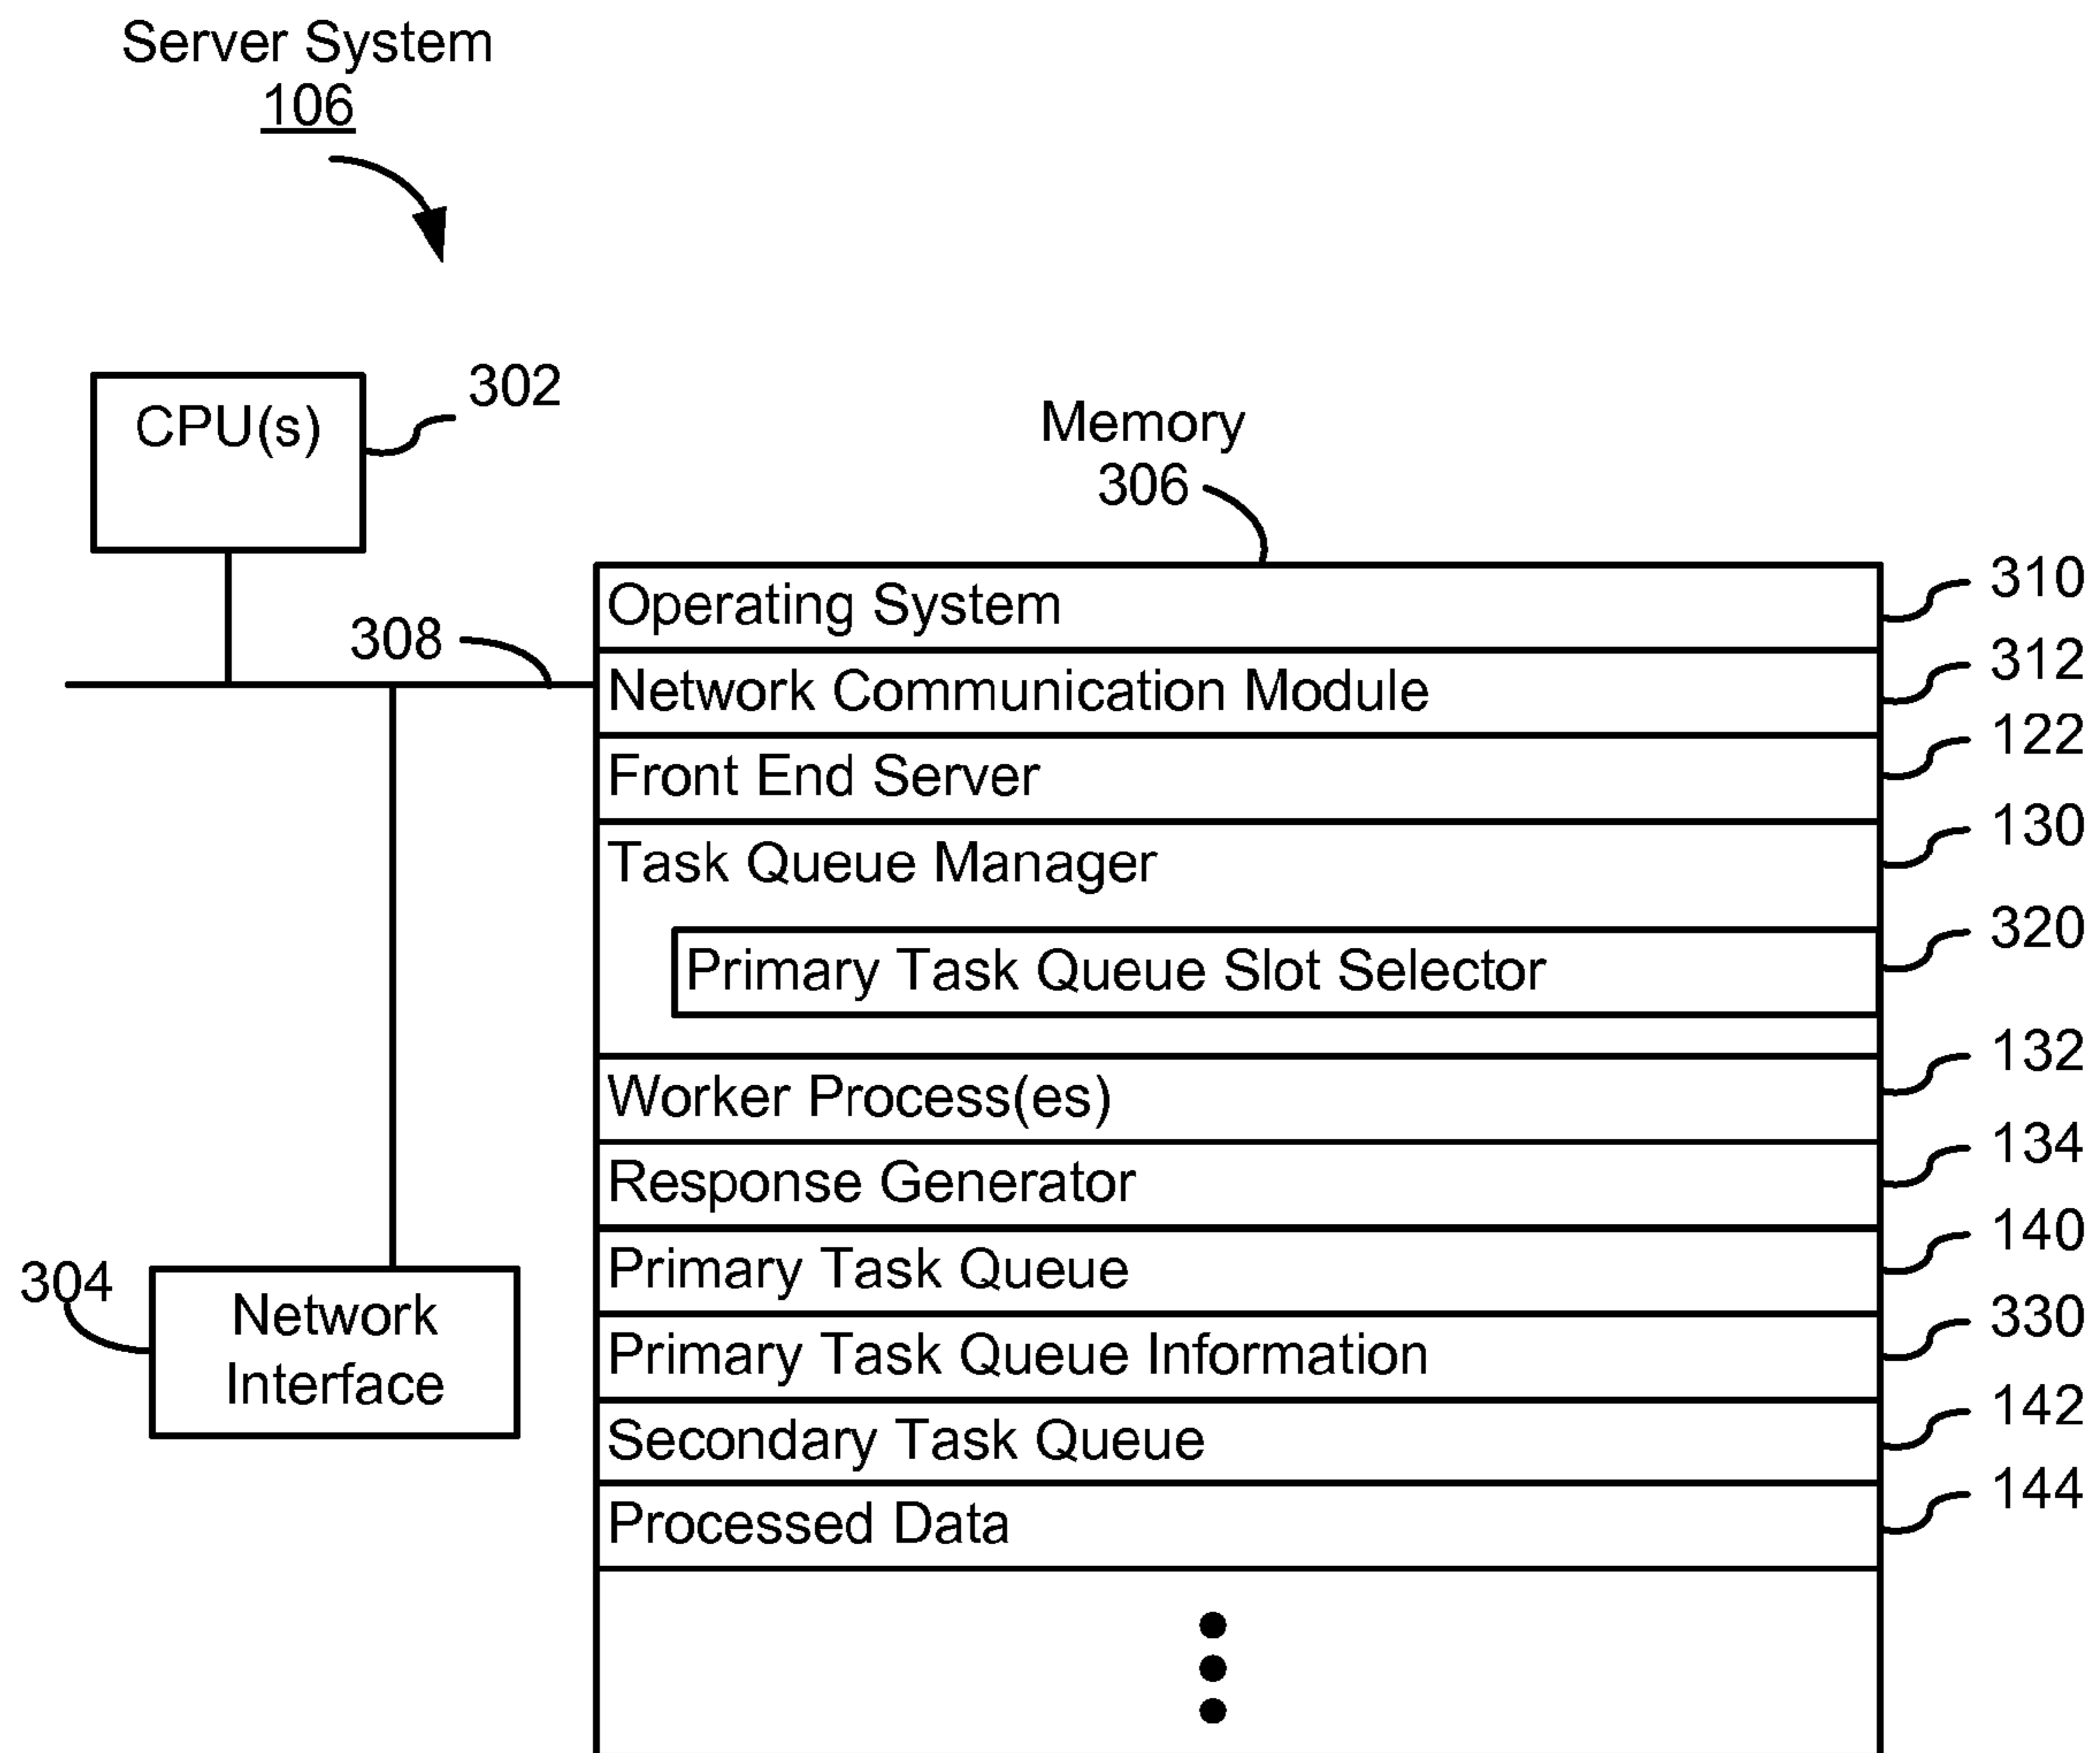 Server System
106
CPU(s)
302
Memory
306
308
Operating System
310
Network Communication Module
312
Front End Server
122
Task Queue Manager
130
Primary Task Queue Slot Selector
320
Worker Process(es)
132
Response Generator
134
Primary Task Queue
140
Primary Task Queue Information
330
Secondary Task Queue
142
Processed Data
144
304
Network
Interface